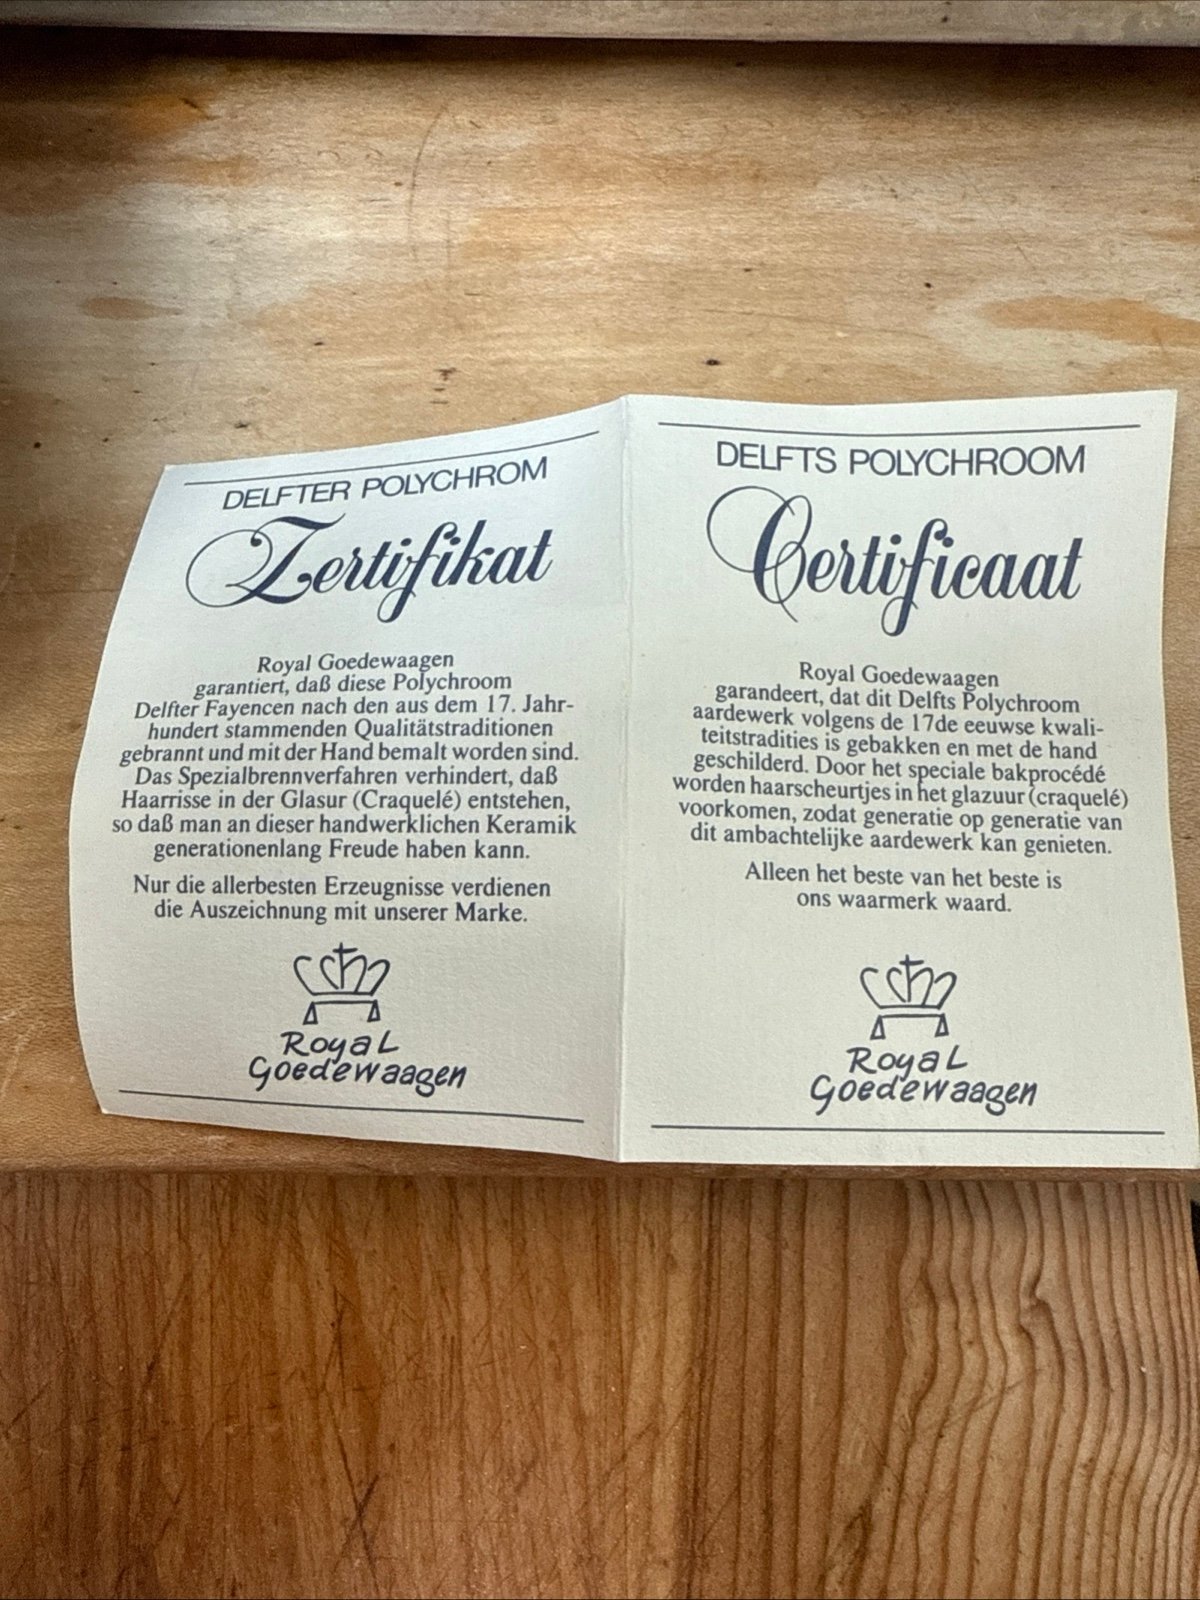 DELFTER POLYCHROM
Zertifikat
Royal Goedewaagen
garantiert, daß diese Polychroom
Delfter Fayencen nach den aus dem 17. Jahr-
hundert stammenden Qualitätstraditionen
gebrannt und mit der Hand bemalt worden sind.
Das Spezialbrennverfahren verhindert, daß
Haarrisse in der Glasur (Craquelé) entstehen,
so daß man an dieser handwerklichen Keramik
generationenlang Freude haben kann.
Nur die allerbesten Erzeugnisse verdienen
die Auszeichnung mit unserer Marke.
Royal
Goedewaagen
DELFTS POLYCHROOM
Certificaat
Royal Goedewaagen
garandeert, dat dit Delfts Polychroom
aardewerk volgens de 17de eeuwse kwali-
teitstradities is gebakken en met de hand
geschilderd. Door het speciale bakprocédé
worden haarscheurtjes in het glazuur (craquelé)
voorkomen, zodat generatie op generatie van
dit ambachtelijke aardewerk kan genieten.
Alleen het beste van het beste is
ons waarmerk waard.
Royal
Goedewaagen